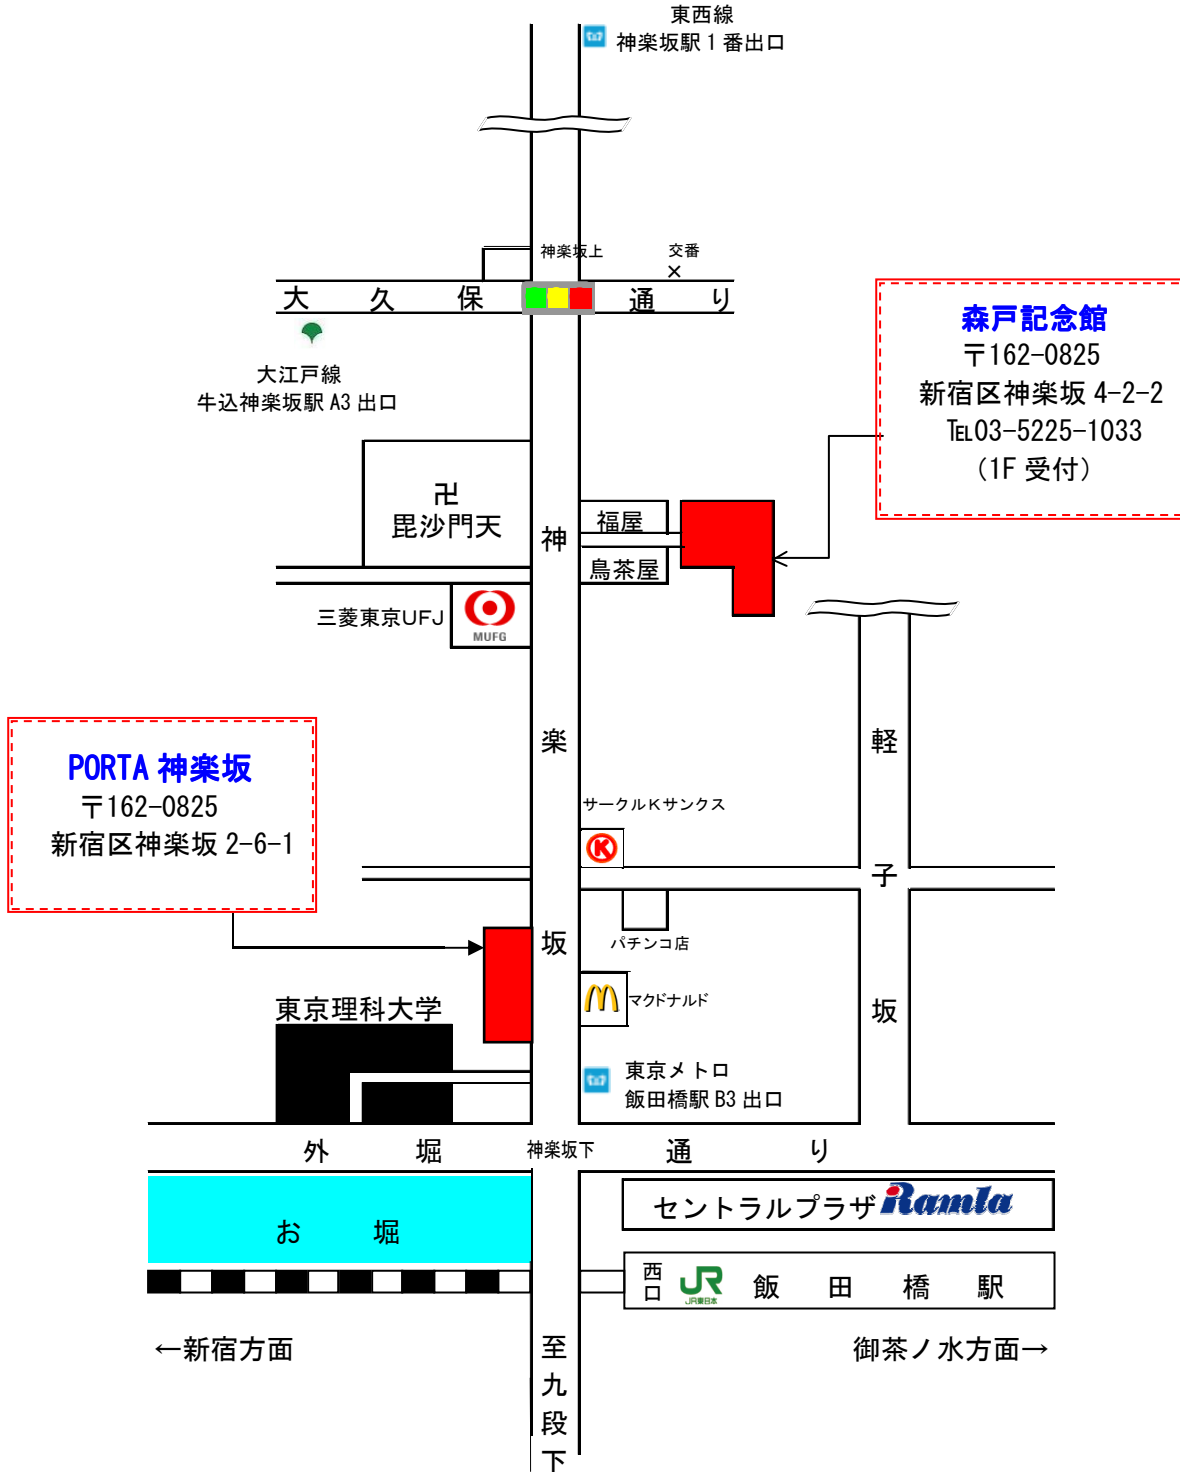 東西線
神楽坂駅 1 番出口
神楽坂上
交番
×
大久保通り
大江戸線
牛込神楽坂駅 A3 出口
森戸記念館
〒162-0825
新宿区神楽坂 4-2-2
℡03-5225-1033
（1F 受付）
卍
毘沙門天
福屋
鳥茶屋
三菱東京UFJ
MUFG
神楽坂
軽子坂
PORTA 神楽坂
〒162-0825
新宿区神楽坂 2-6-1
サークルＫサンクス
K
パチンコ店
マクドナルド
東京理科大学
東京メトロ
飯田橋駅 B3 出口
外堀通り
神楽坂下
セントラルプラザ Ramla
お堀
西口
JR
JR東日本
飯田橋駅
←新宿方面
至九段下
御茶ノ水方面→